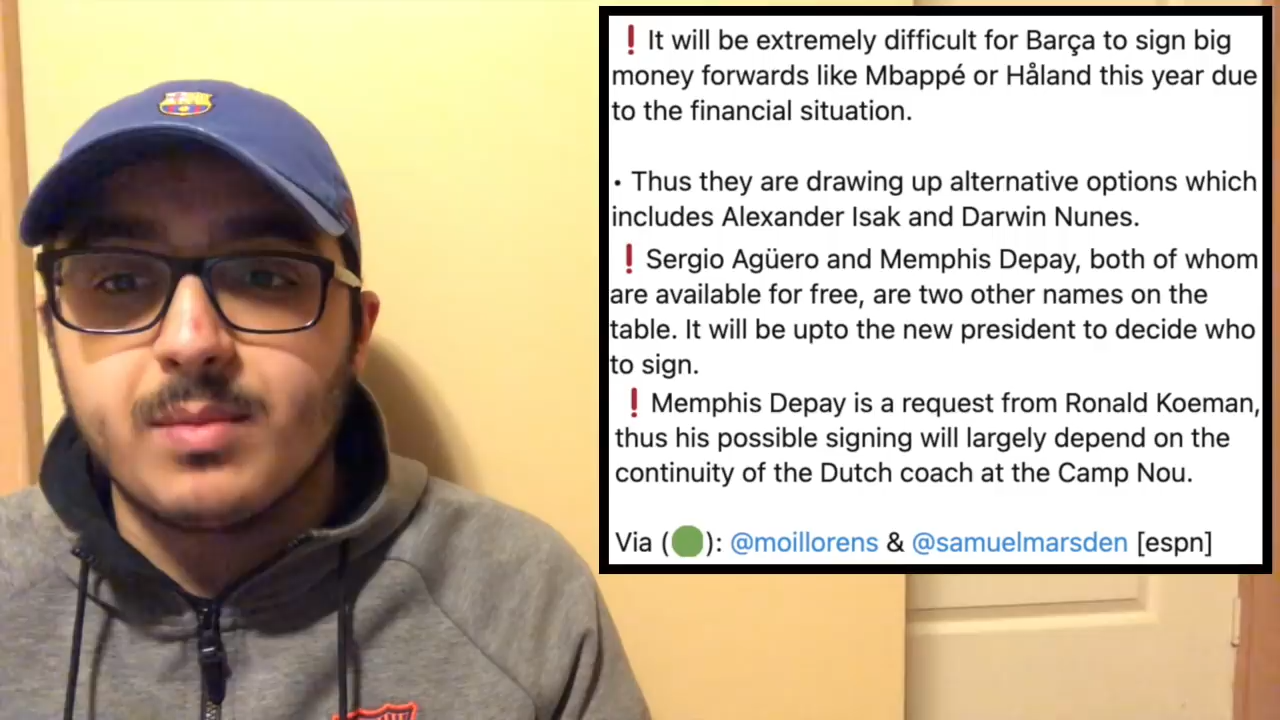 ❗It will be extremely difficult for Barça to sign big
money forwards like Mbappé or Håland this year due
to the financial situation.
• Thus they are drawing up alternative options which
includes Alexander Isak and Darwin Nunes.
❗Sergio Agüero and Memphis Depay, both of whom
are available for free, are two other names on the
table. It will be upto the new president to decide who
to sign.
❗Memphis Depay is a request from Ronald Koeman,
thus his possible signing will largely depend on the
continuity of the Dutch coach at the Camp Nou.
Via (🟢): @moillorens & @samuelmarsden [espn]